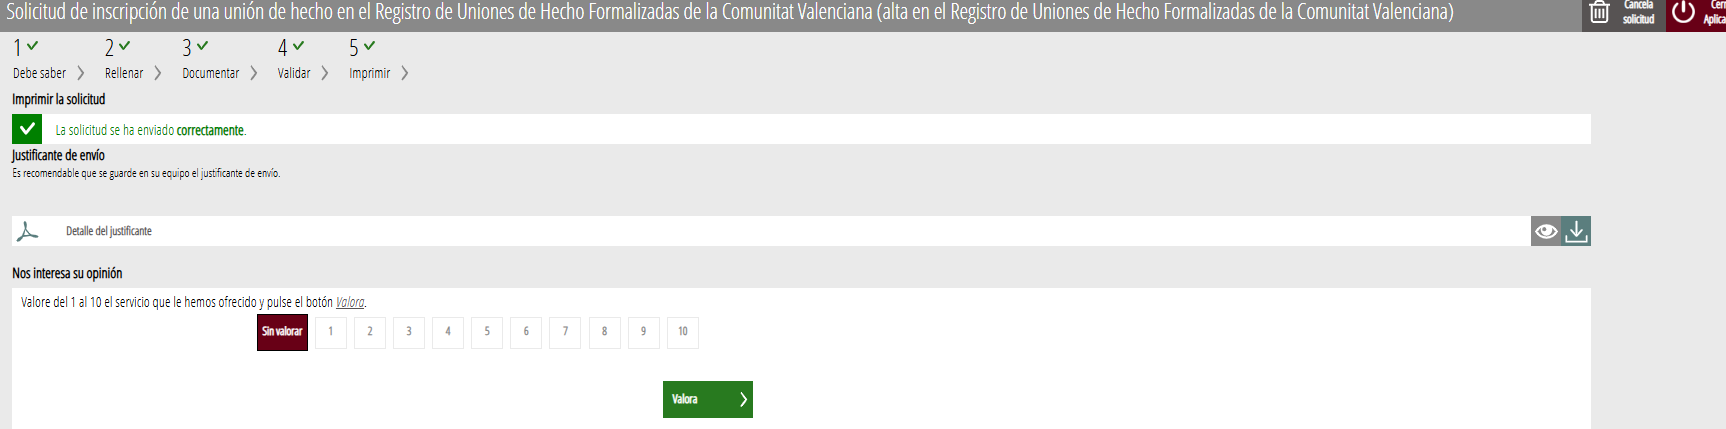 Solicitud de inscripción de una unión de hecho en el Registro de Uniones de Hecho Formalizadas de la Comunitat Valenciana (alta en el Registro de Uniones de Hecho Formalizadas de la Comunitat Valenciana)
Cancela
solicitud
Cerr
Aplica
1
2
3
4
5
Debe saber
Rellenar
Documentar
Validar
Imprimir
Imprimir la solicitud
La solicitud se ha enviado correctamente.
Justificante de envío
Es recomendable que se guarde en su equipo el justificante de envío.
Detalle del justificante
Nos interesa su opinión
Valore del 1 al 10 el servicio que le hemos ofrecido y pulse el botón Valora.
Sin valorar 1 2 3 4 5 6 7 8 9 10
Valora